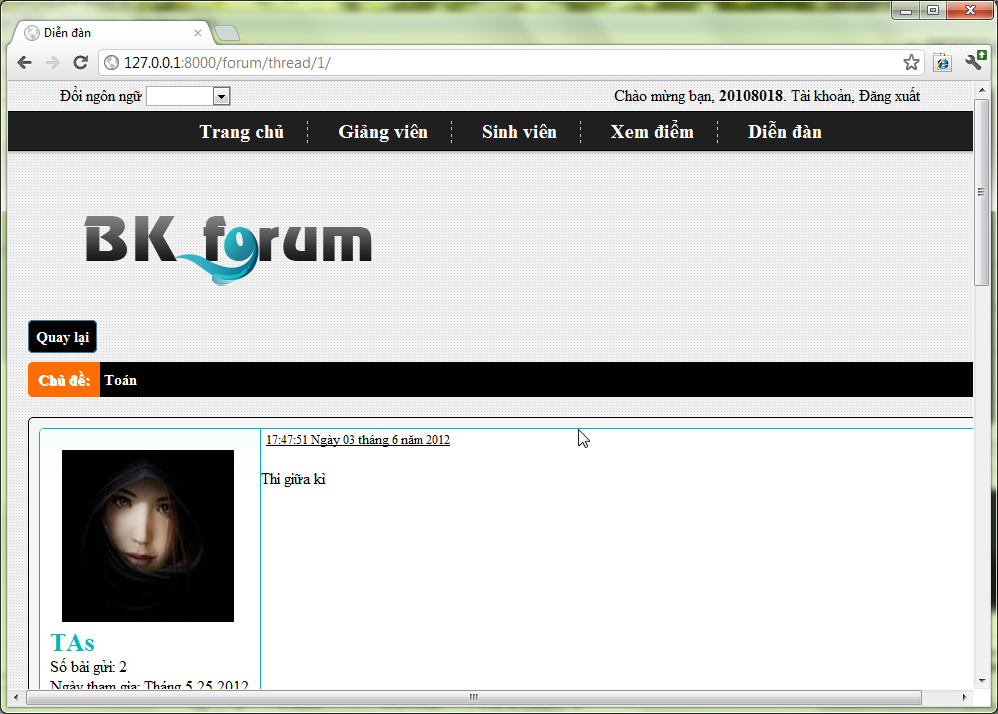 Diễn đàn
127.0.0.1:8000/forum/thread/1/
Đổi ngôn ngữ
Chào mừng bạn, 20108018. Tài khoản, Đăng xuất
Trang chủ Giảng viên Sinh viên Xem điểm Diễn đàn
BK forum
Quay lại
Chủ đề: Toán
17:47:51 Ngày 03 tháng 6 năm 2012
Thi giữa kì
TAs
Số bài gửi: 2
Ngày tham gia: Tháng 5 25 2012